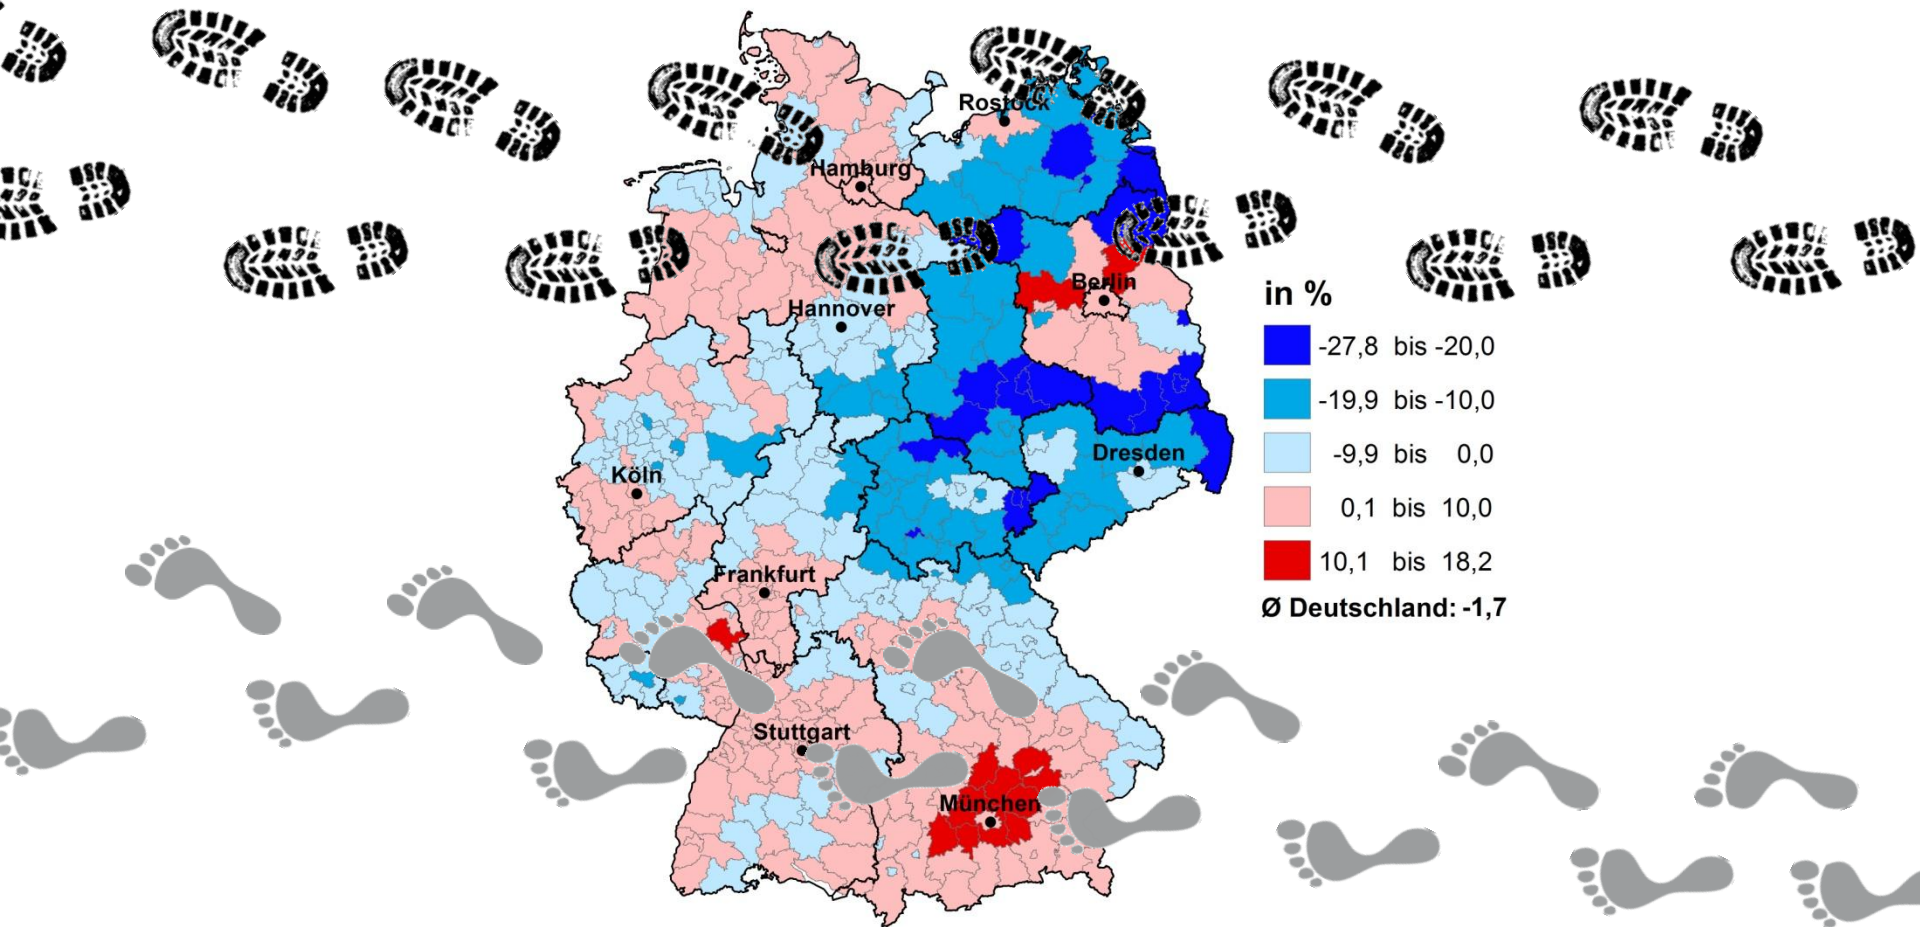 Rostock
Hamburg
Berlin
Hannover
Dresden
Köln
Frankfurt
Stuttgart
München
in %
-27,8 bis -20,0
-19,9 bis -10,0
-9,9 bis 0,0
0,1 bis 10,0
10,1 bis 18,2
Ø Deutschland: -1,7